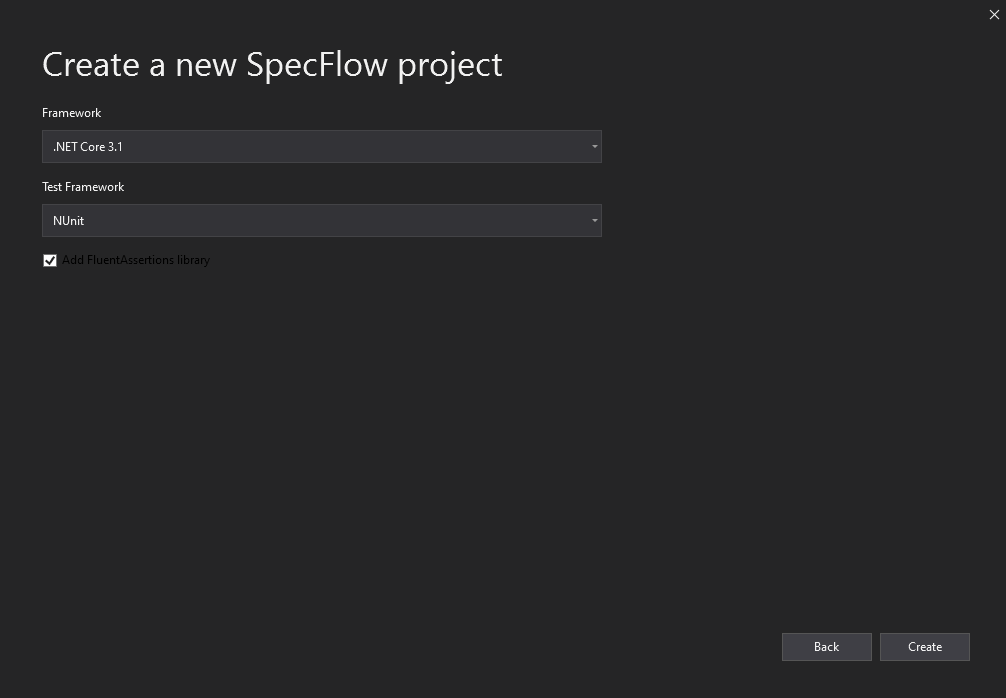 Create a new SpecFlow project
Framework
.NET Core 3.1
Test Framework
NUnit
Add FluentAssertions library
Back
Create